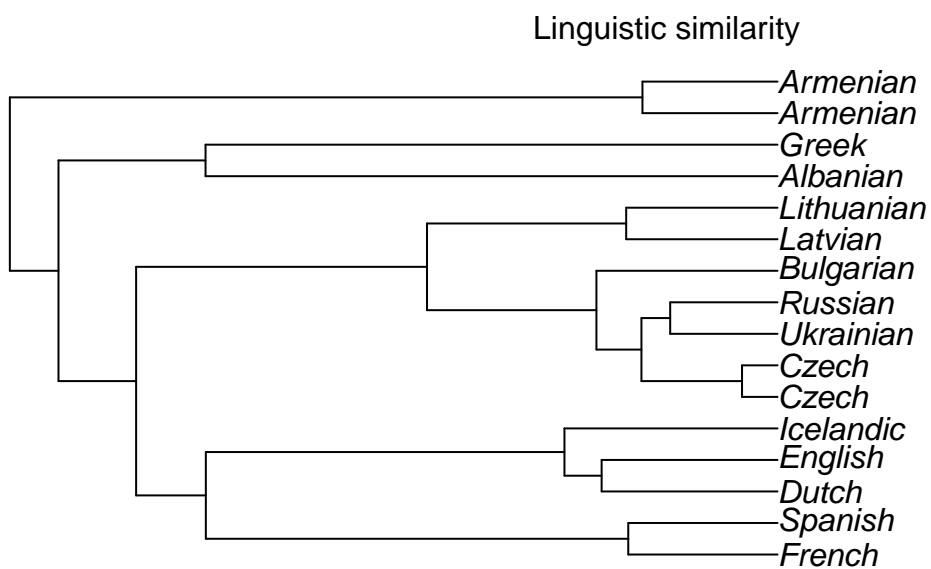 Linguistic similarity
Armenian
Armenian
Greek
Albanian
Lithuanian
Latvian
Bulgarian
Russian
Ukrainian
Czech
Czech
Icelandic
English
Dutch
Spanish
French